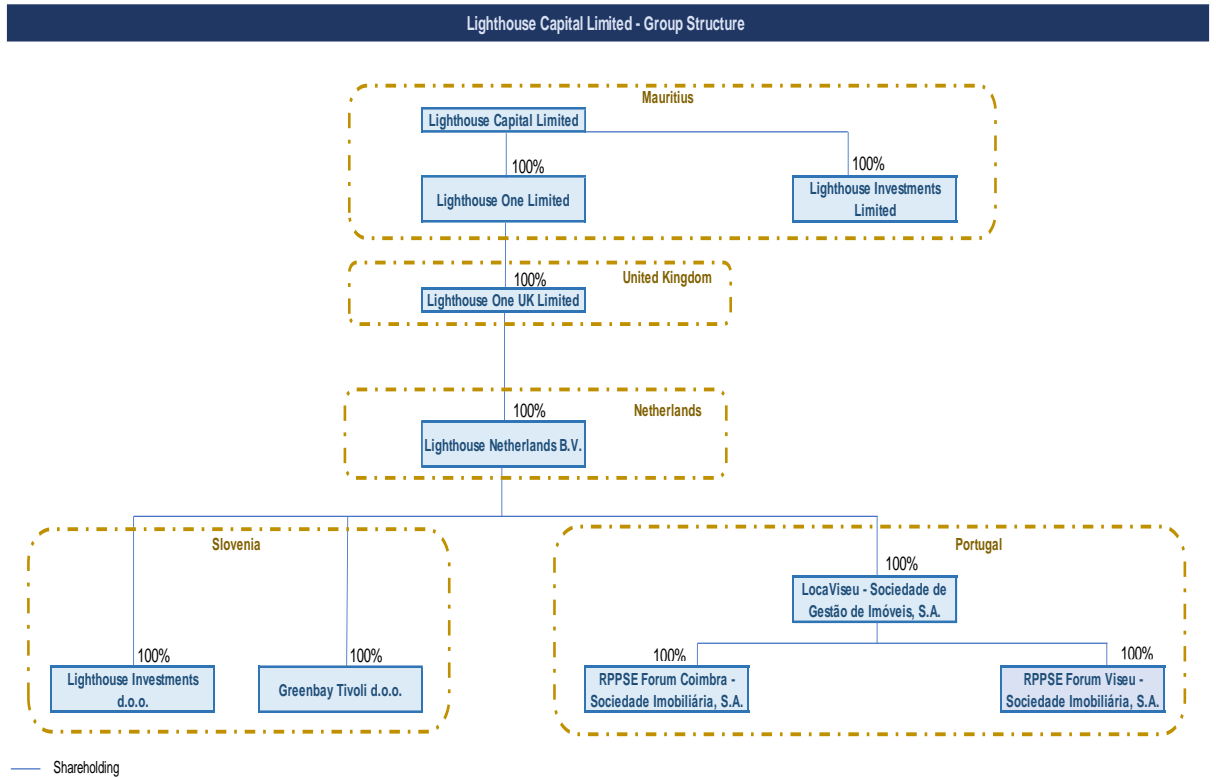 Lighthouse Capital Limited - Group Structure
Mauritius
Lighthouse Capital Limited
100%
100%
Lighthouse One Limited
Lighthouse Investments
Limited
100%
United Kingdom
Lighthouse One UK Limited
100%
Netherlands
Lighthouse Netherlands B.V.
Slovenia
Portugal
100%
LocaViseu - Sociedade de
Gestão de Imóveis, S.A.
100%
100%
100%
100%
Lighthouse Investments
d.o.o.
Greenbay Tivoli d.o.o.
RPPSE Forum Coimbra -
Sociedade Imobiliária, S.A.
RPPSE Forum Viseu -
Sociedade Imobiliária, S.A.
Shareholding